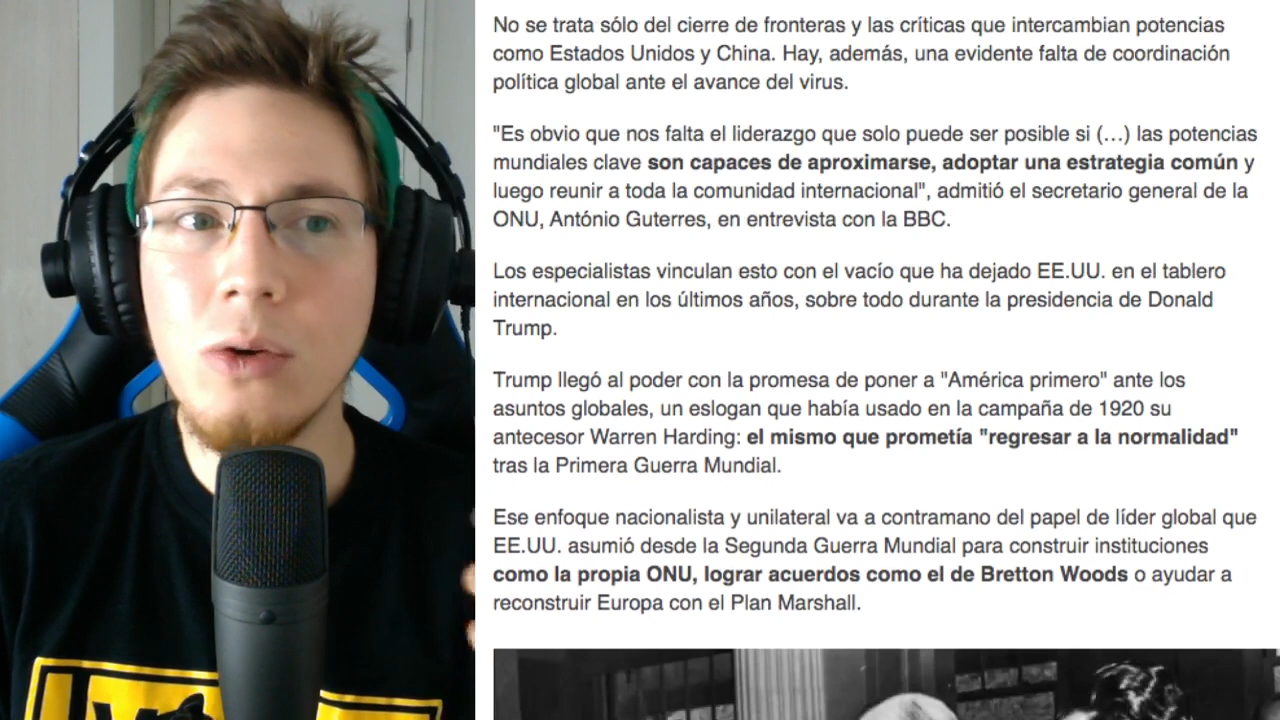 No se trata sólo del cierre de fronteras y las críticas que intercambian potencias
como Estados Unidos y China. Hay, además, una evidente falta de coordinación
política global ante el avance del virus.
"Es obvio que nos falta el liderazgo que solo puede ser posible si (...) las potencias
mundiales clave son capaces de aproximarse, adoptar una estrategia común y
luego reunir a toda la comunidad internacional", admitió el secretario general de la
ONU, António Guterres, en entrevista con la BBC.
Los especialistas vinculan esto con el vacío que ha dejado EE.UU. en el tablero
internacional en los últimos años, sobre todo durante la presidencia de Donald
Trump.
Trump llegó al poder con la promesa de poner a "América primero" ante los
asuntos globales, un eslogan que había usado en la campaña de 1920 su
antecesor Warren Harding: el mismo que prometía "regresar a la normalidad"
tras la Primera Guerra Mundial.
Ese enfoque nacionalista y unilateral va a contramano del papel de líder global que
EE.UU. asumió desde la Segunda Guerra Mundial para construir instituciones
como la propia ONU, lograr acuerdos como el de Bretton Woods o ayudar a
reconstruir Europa con el Plan Marshall.